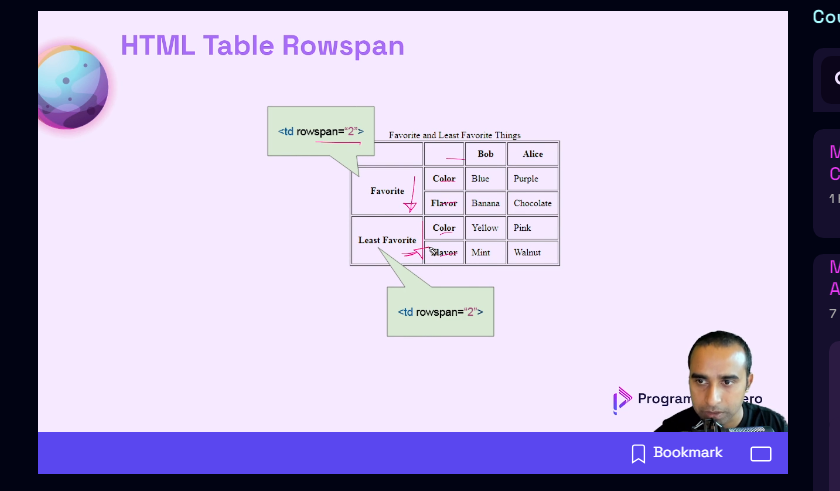 Cou
HTML Table Rowspan
<td rowspan="2">
Favorite and Least Favorite Things
Bob Alice
Favorite Color Blue Purple
Flavor Banana Chocolate
Least Favorite Color Yellow Pink
Flavor Mint Walnut
<td rowspan="2">
Program ero
Bookmark
M
C
1
M
A
7